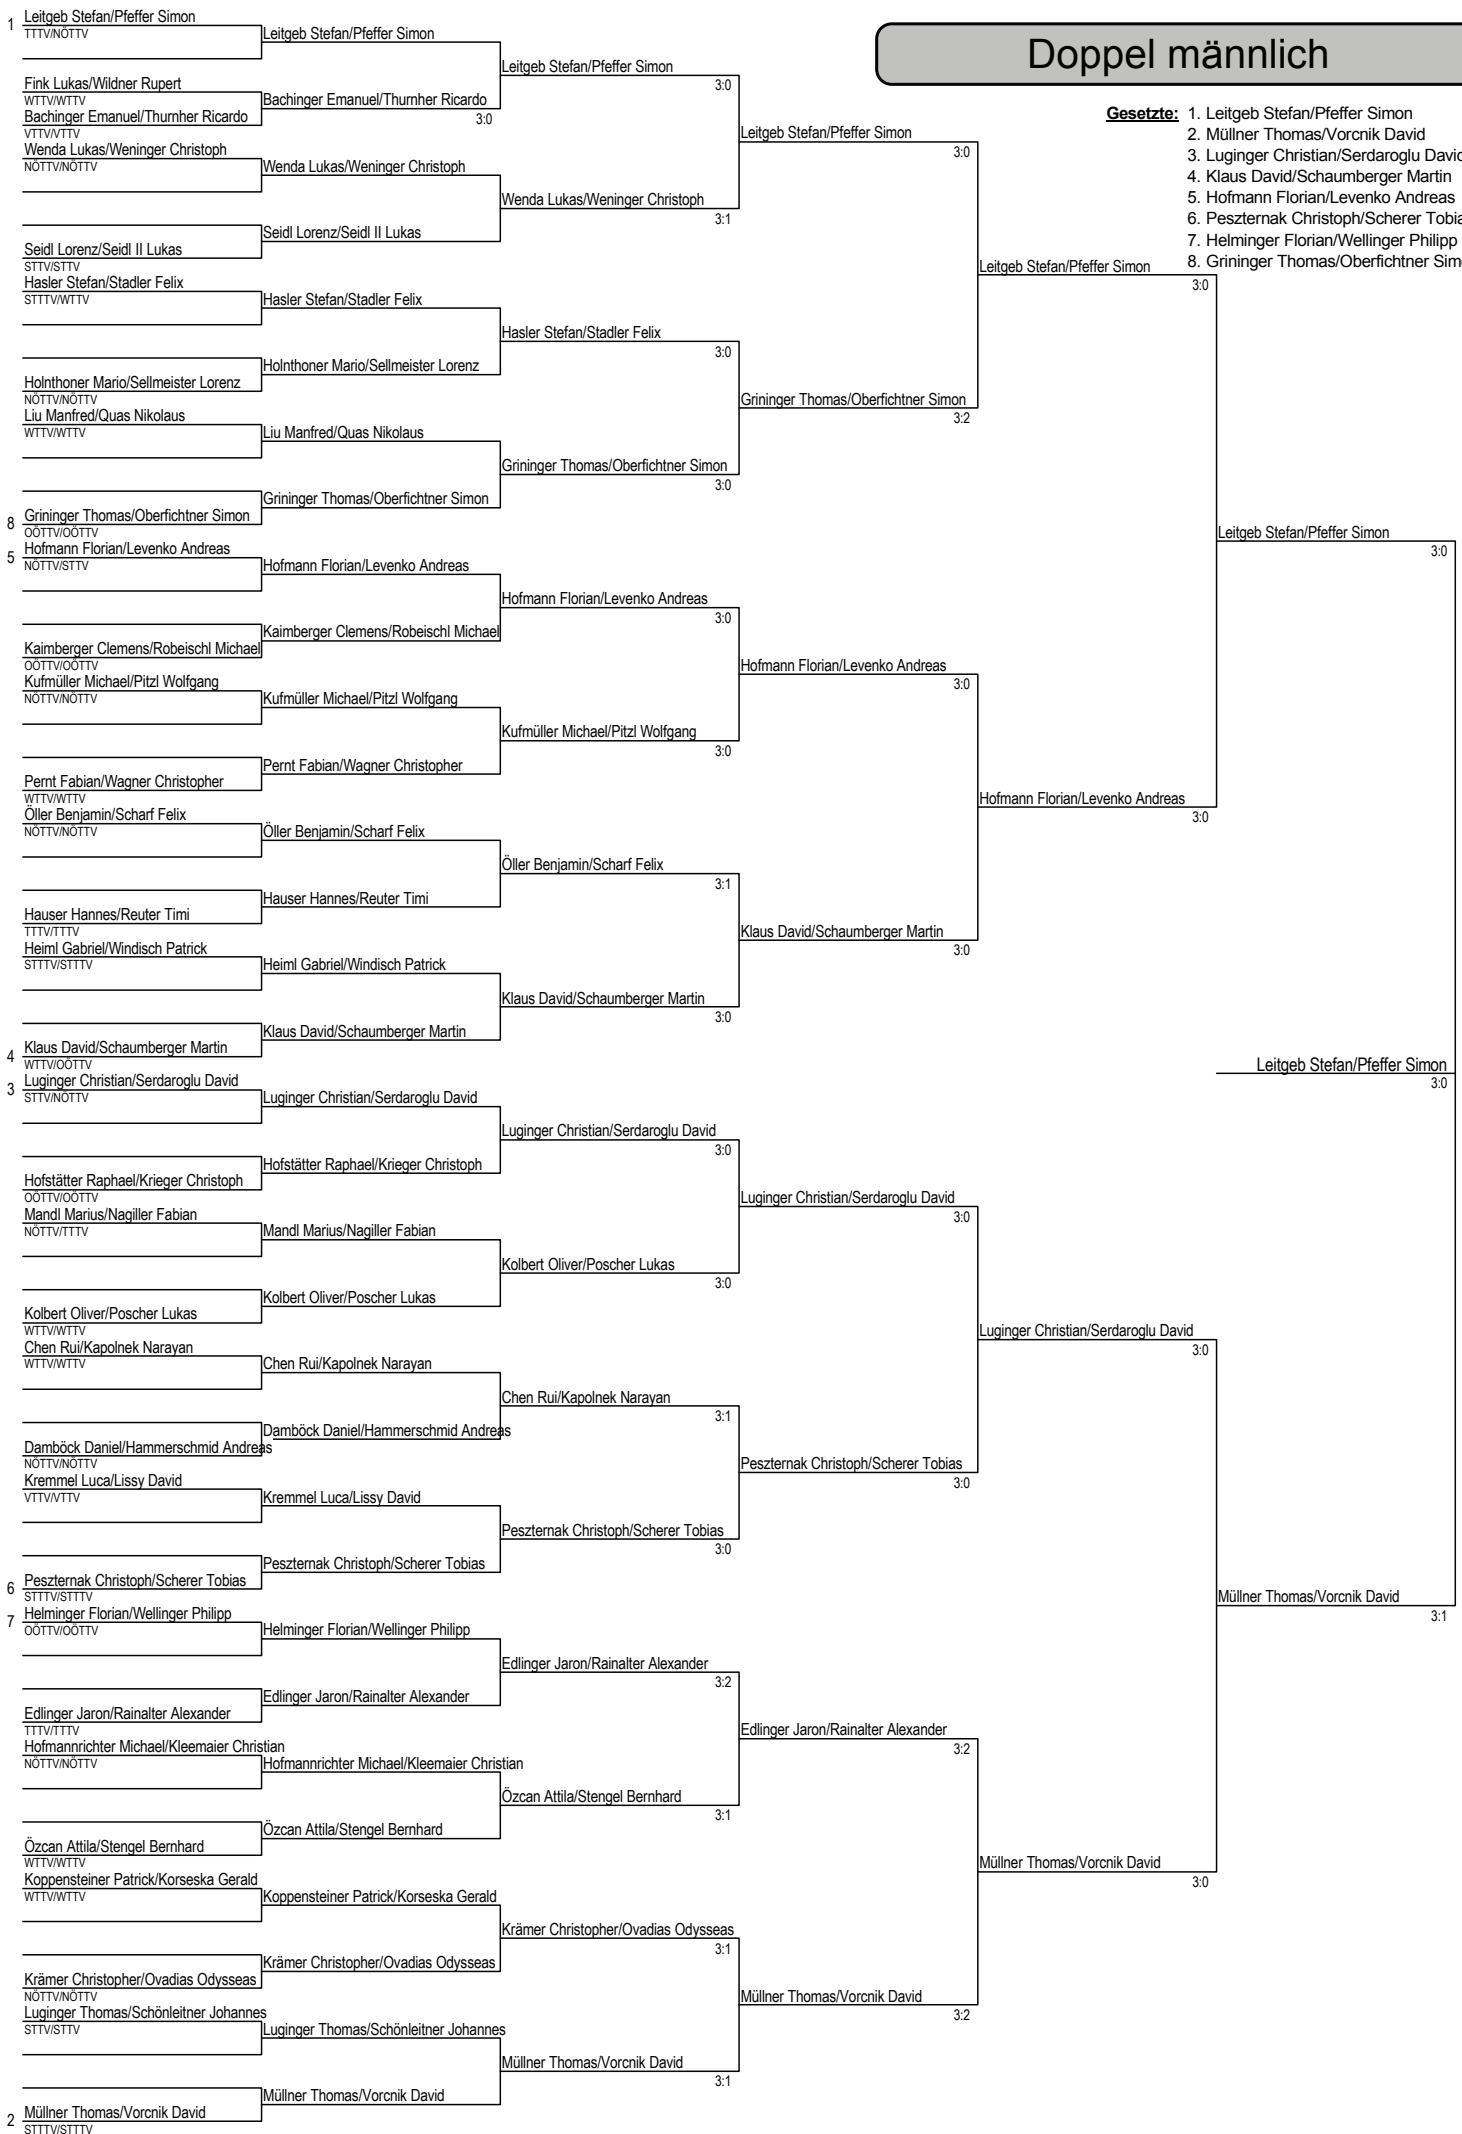 Doppel männlich
Gesetzte: 1. Leitgeb Stefan/Pfeffer Simon
2. Müllner Thomas/Vorcnik David
3. Luginger Christian/Serdaroglu David
4. Klaus David/Schaumberger Martin
5. Hofmann Florian/Levenko Andreas
6. Peszternak Christoph/Scherer Tobia
7. Helminger Florian/Wellinger Philipp
8. Grininger Thomas/Oberfichtner Sim
1 Leitgeb Stefan/Pfeffer Simon
TTTV/NÖTTV
Fink Lukas/Wildner Rupert
WTTV/WTTV
Bachinger Emanuel/Thurnher Ricardo
VTTV/VTTV
Wenda Lukas/Weninger Christoph
NÖTTV/NÖTTV
Seidl Lorenz/Seidl II Lukas
STTV/STTV
Hasler Stefan/Stadler Felix
STTTV/WTTV
Holnthoner Mario/Sellmeister Lorenz
NÖTTV/NÖTTV
Liu Manfred/Quas Nikolaus
WTTV/WTTV
8 Grininger Thomas/Oberfichtner Simon
OÖTTV/OÖTTV
5 Hofmann Florian/Levenko Andreas
NÖTTV/STTV
Kaimberger Clemens/Robeischl Michael
OÖTTV/OÖTTV
Kufmüller Michael/Pitzl Wolfgang
NÖTTV/NÖTTV
Pernt Fabian/Wagner Christopher
WTTV/WTTV
Öller Benjamin/Scharf Felix
NÖTTV/NÖTTV
Hauser Hannes/Reuter Timi
TTTV/TTTV
Heiml Gabriel/Windisch Patrick
STTTV/STTTV
4 Klaus David/Schaumberger Martin
WTTV/OÖTTV
3 Luginger Christian/Serdaroglu David
STTV/NÖTTV
Hofstätter Raphael/Krieger Christoph
OÖTTV/OÖTTV
Mandl Marius/Nagiller Fabian
NÖTTV/TTTV
Kolbert Oliver/Poscher Lukas
WTTV/WTTV
Chen Rui/Kapolnek Narayan
WTTV/WTTV
Damböck Daniel/Hammerschmid Andreas
NÖTTV/NÖTTV
Kremmel Luca/Lissy David
VTTV/VTTV
6 Peszternak Christoph/Scherer Tobias
STTTV/STTTV
7 Helminger Florian/Wellinger Philipp
OÖTTV/OÖTTV
Edlinger Jaron/Rainalter Alexander
TTTV/TTTV
Hofmannrichter Michael/Kleemaier Christian
NÖTTV/NÖTTV
Özcan Attila/Stengel Bernhard
WTTV/WTTV
Koppensteiner Patrick/Korseska Gerald
WTTV/WTTV
Krämer Christopher/Ovadias Odysseas
NÖTTV/NÖTTV
Luginger Thomas/Schönleitner Johannes
STTV/STTV
2 Müllner Thomas/Vorcnik David
STTTV/STTTV
Leitgeb Stefan/Pfeffer Simon
Bachinger Emanuel/Thurnher Ricardo
3:0
Wenda Lukas/Weninger Christoph
Seidl Lorenz/Seidl II Lukas
Hasler Stefan/Stadler Felix
Holnthoner Mario/Sellmeister Lorenz
Liu Manfred/Quas Nikolaus
Grininger Thomas/Oberfichtner Simon
Hofmann Florian/Levenko Andreas
Kaimberger Clemens/Robeischl Michael
Kufmüller Michael/Pitzl Wolfgang
Pernt Fabian/Wagner Christopher
Öller Benjamin/Scharf Felix
Hauser Hannes/Reuter Timi
Heiml Gabriel/Windisch Patrick
Klaus David/Schaumberger Martin
Luginger Christian/Serdaroglu David
Hofstätter Raphael/Krieger Christoph
Mandl Marius/Nagiller Fabian
Kolbert Oliver/Poscher Lukas
Chen Rui/Kapolnek Narayan
Damböck Daniel/Hammerschmid Andreas
Kremmel Luca/Lissy David
Peszternak Christoph/Scherer Tobias
Helminger Florian/Wellinger Philipp
Edlinger Jaron/Rainalter Alexander
Hofmannrichter Michael/Kleemaier Christian
Özcan Attila/Stengel Bernhard
Koppensteiner Patrick/Korseska Gerald
Krämer Christopher/Ovadias Odysseas
Luginger Thomas/Schönleitner Johannes
Müllner Thomas/Vorcnik David
Leitgeb Stefan/Pfeffer Simon
3:0
Wenda Lukas/Weninger Christoph
3:1
Hasler Stefan/Stadler Felix
3:0
Grininger Thomas/Oberfichtner Simon
3:0
Hofmann Florian/Levenko Andreas
3:0
Kufmüller Michael/Pitzl Wolfgang
3:0
Öller Benjamin/Scharf Felix
3:1
Klaus David/Schaumberger Martin
3:0
Luginger Christian/Serdaroglu David
3:0
Kolbert Oliver/Poscher Lukas
3:0
Chen Rui/Kapolnek Narayan
3:1
Peszternak Christoph/Scherer Tobias
3:0
Edlinger Jaron/Rainalter Alexander
3:2
Özcan Attila/Stengel Bernhard
3:1
Krämer Christopher/Ovadias Odysseas
3:1
Müllner Thomas/Vorcnik David
3:1
Leitgeb Stefan/Pfeffer Simon
3:0
Grininger Thomas/Oberfichtner Simon
3:2
Hofmann Florian/Levenko Andreas
3:0
Klaus David/Schaumberger Martin
3:0
Luginger Christian/Serdaroglu David
3:0
Peszternak Christoph/Scherer Tobias
3:0
Edlinger Jaron/Rainalter Alexander
3:2
Müllner Thomas/Vorcnik David
3:2
Leitgeb Stefan/Pfeffer Simon
3:0
Hofmann Florian/Levenko Andreas
3:0
Luginger Christian/Serdaroglu David
3:0
Müllner Thomas/Vorcnik David
3:0
Leitgeb Stefan/Pfeffer Simon
3:0
Müllner Thomas/Vorcnik David
3:1
Leitgeb Stefan/Pfeffer Simon
3:0